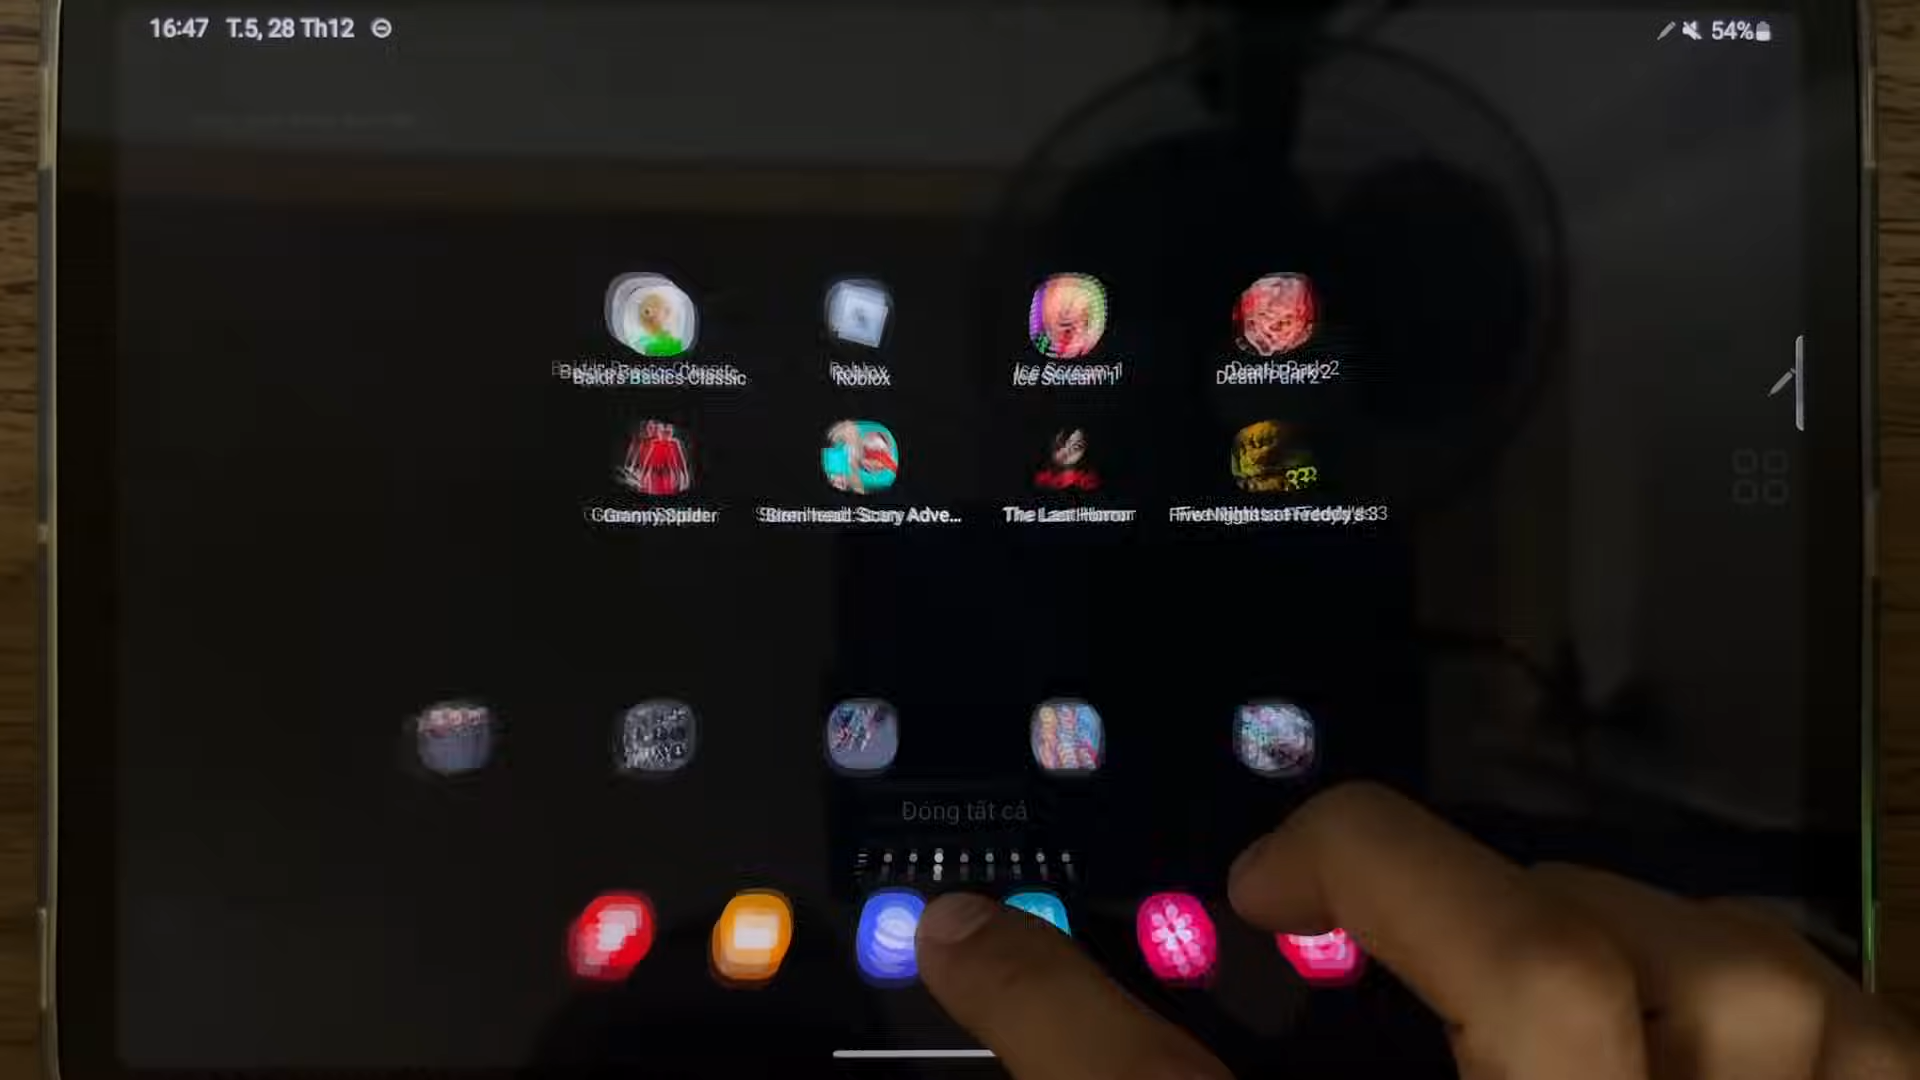 16:47 T.5, 28 Th12
54%
Baldi's Basics Classic
Roblox
Ice Scream 1
Death Park 2
Granny Spider
Siren head: Scary Adve...
The Last Horror
Five Nights at Freddy's 3
Đóng tất cả